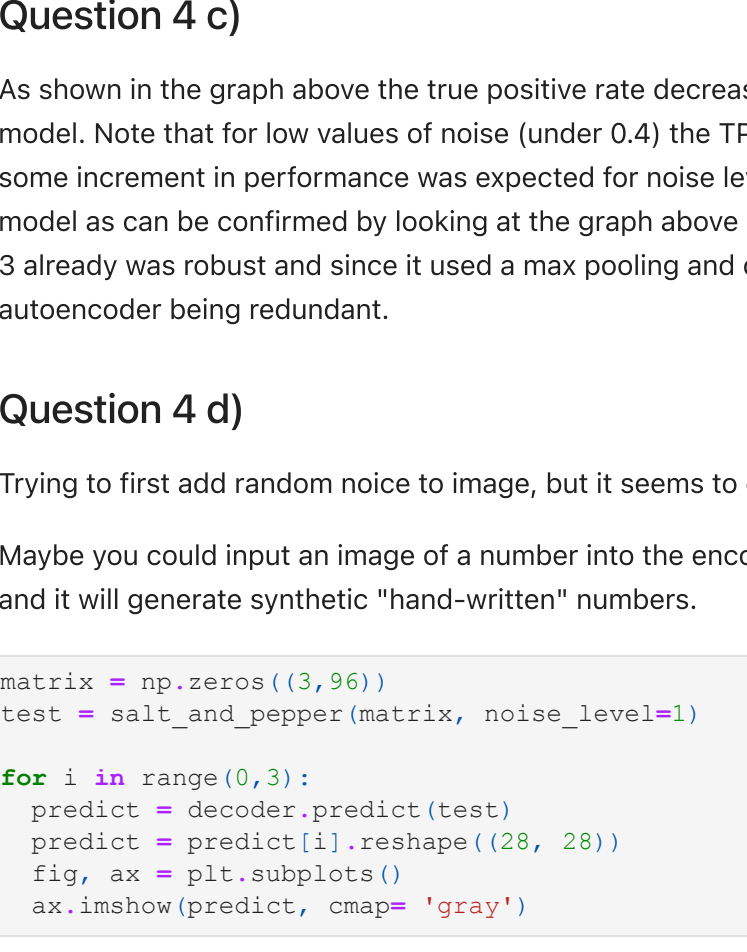 Question 4 c)
As shown in the graph above the true positive rate decreas
model. Note that for low values of noise (under 0.4) the TP
some increment in performance was expected for noise le
model as can be confirmed by looking at the graph above
3 already was robust and since it used a max pooling and
autoencoder being redundant.
Question 4 d)
Trying to first add random noice to image, but it seems to
Maybe you could input an image of a number into the enco
and it will generate synthetic "hand-written" numbers.
matrix = np.zeros((3,96))
test = salt_and_pepper(matrix, noise_level=1)
for i in range(0,3):
  predict = decoder.predict(test)
  predict = predict[i].reshape((28, 28))
  fig, ax = plt.subplots()
  ax.imshow(predict, cmap= 'gray')